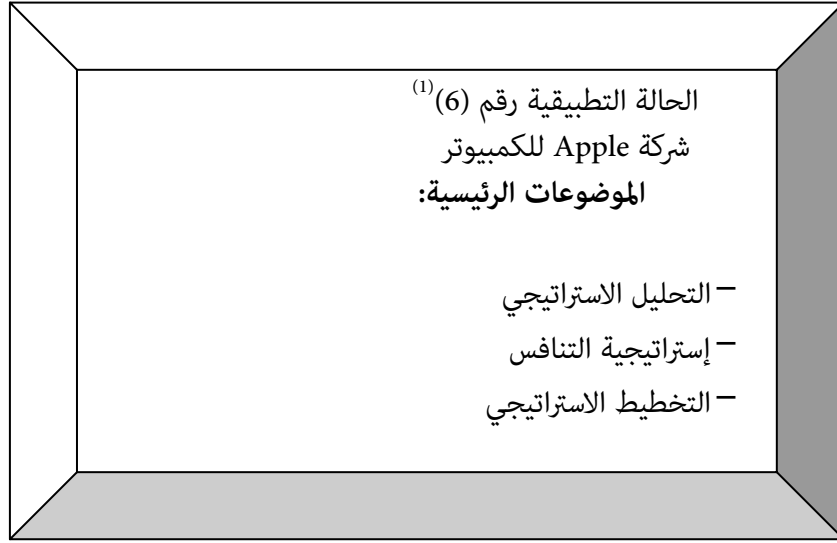 الحالة التطبيقية رقم (6)(1)
شركة Apple للكمبيوتر
الموضوعات الرئيسية:
– التحليل الاستراتيجي
– إستراتيجية التنافس
– التخطيط الاستراتيجي